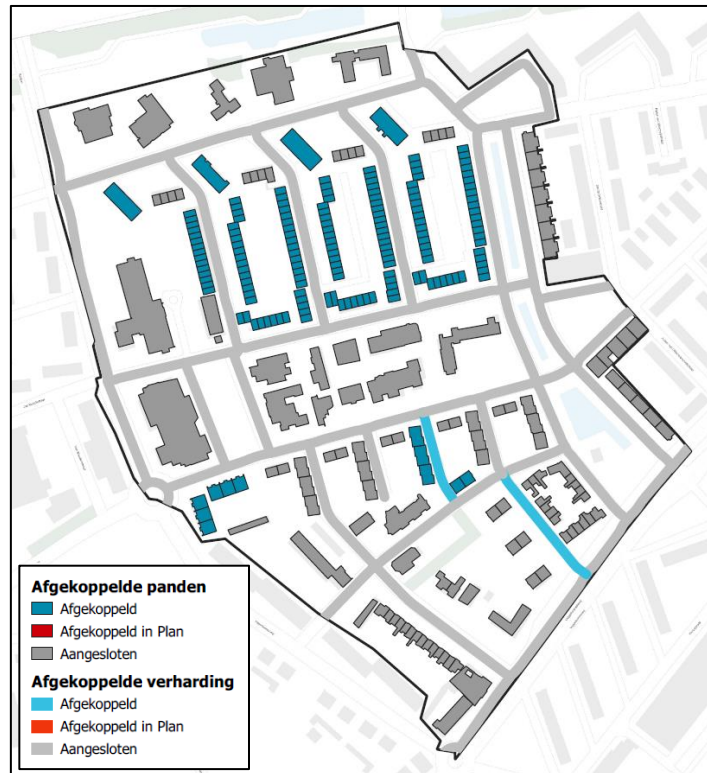 Afgekoppelde panden
Afgekoppeld
Afgekoppeld in Plan
Aangesloten
Afgekoppelde verharding
Afgekoppeld
Afgekoppeld in Plan
Aangesloten